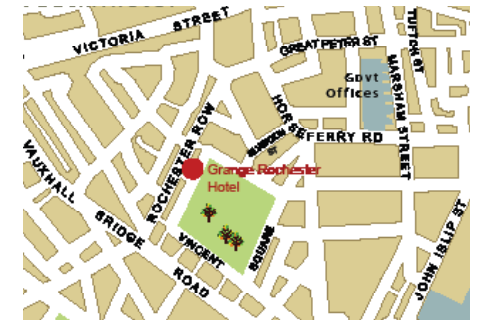 VICTORIA STREET
GREAT PETER ST
TUFTON ST
Govt
Offices
MARSHAM STREET
HORSEFERRY RD
ROCHESTER ROW
ST
Grange Rochester
Hotel
VAUXHALL BRIDGE ROAD
VINCENT SQUARE
JOHN ISLIP ST